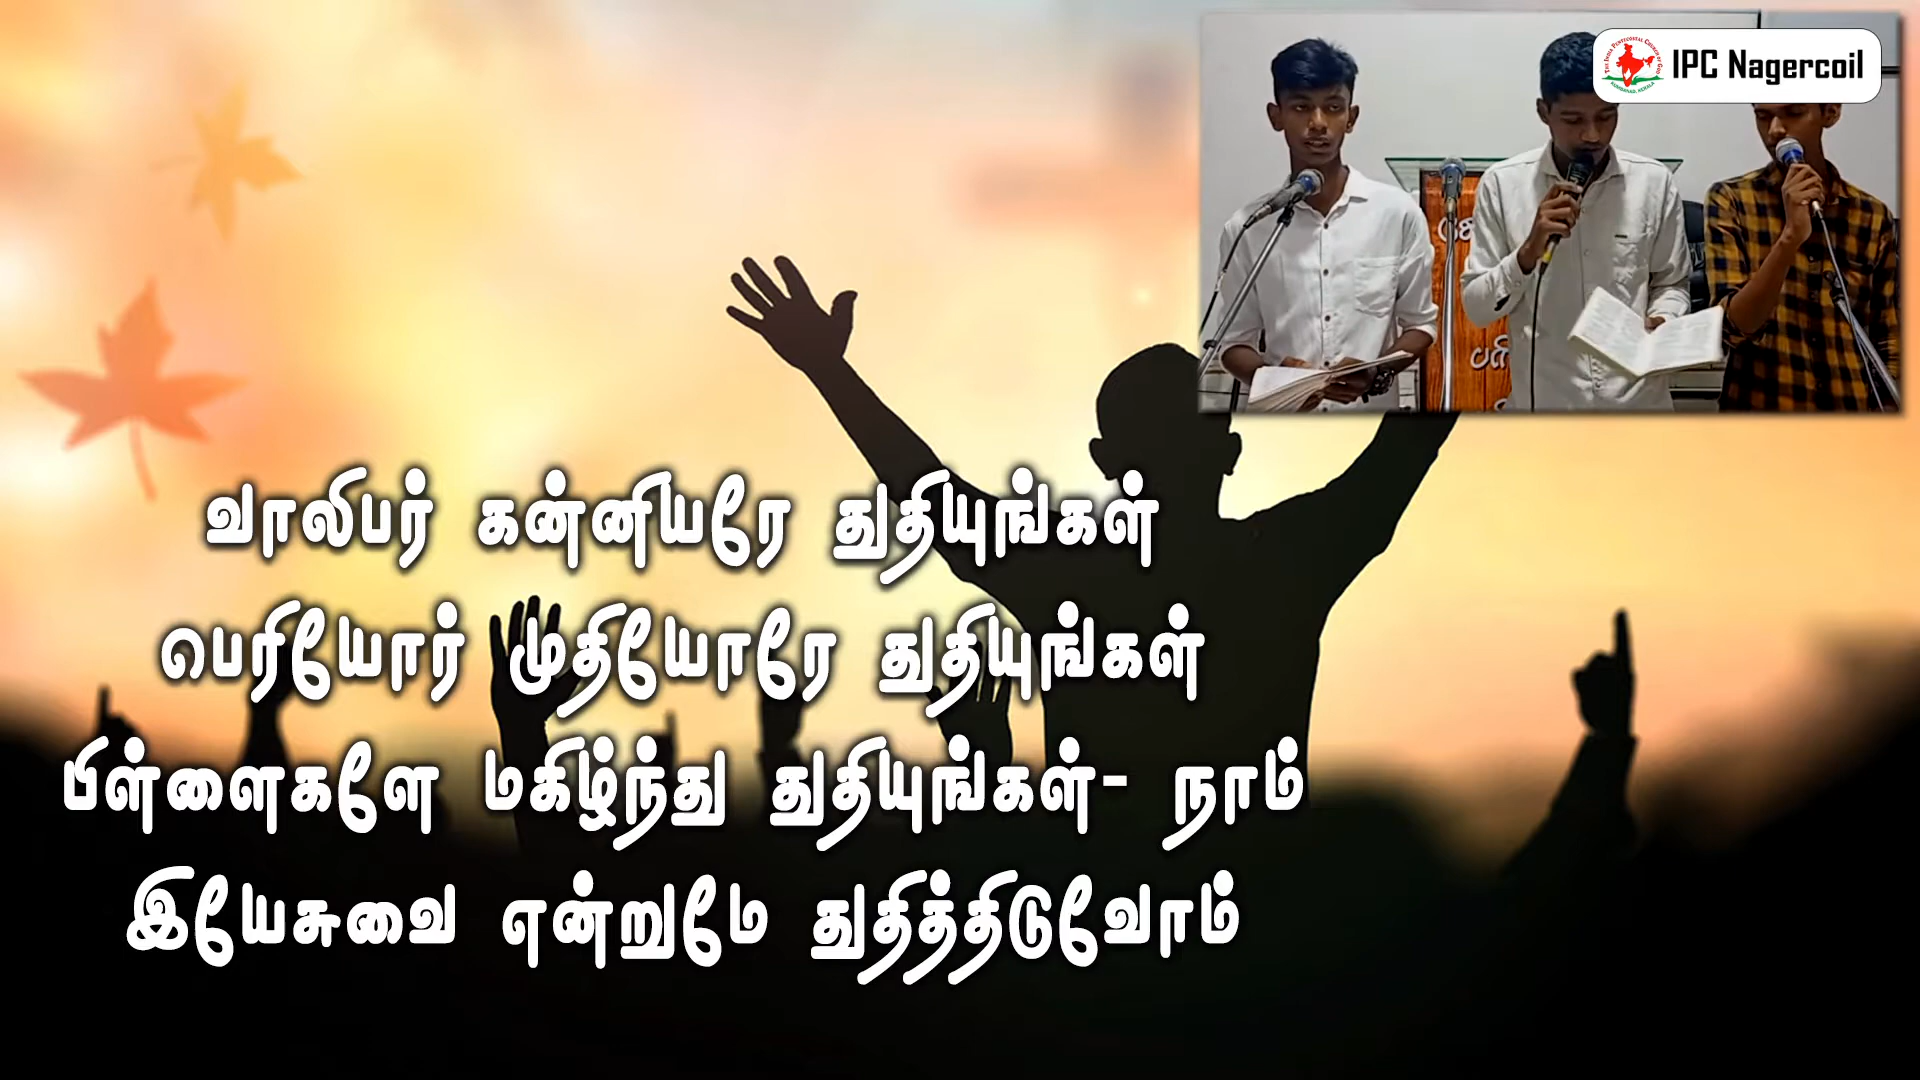 IPC Nagercoil
வாலிபர் கன்னியரே துதியுங்கள்
பெரியோர் முதியோரே துதியுங்கள்
பிள்ளைகளே மகிழ்ந்து துதியுங்கள்- நாம்
இயேசுவை என்றுமே துதித்திடுவோம்